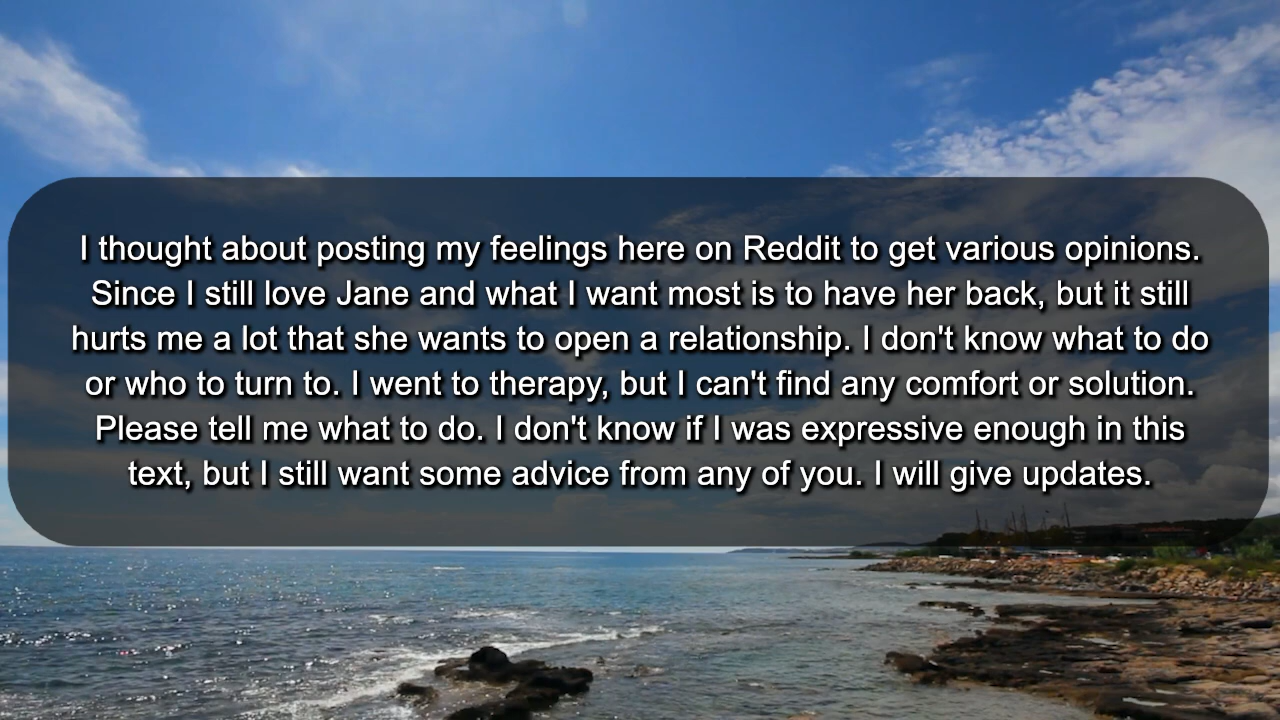 I thought about posting my feelings here on Reddit to get various opinions.
Since I still love Jane and what I want most is to have her back, but it still
hurts me a lot that she wants to open a relationship. I don't know what to do
or who to turn to. I went to therapy, but I can't find any comfort or solution.
Please tell me what to do. I don't know if I was expressive enough in this
text, but I still want some advice from any of you. I will give updates.